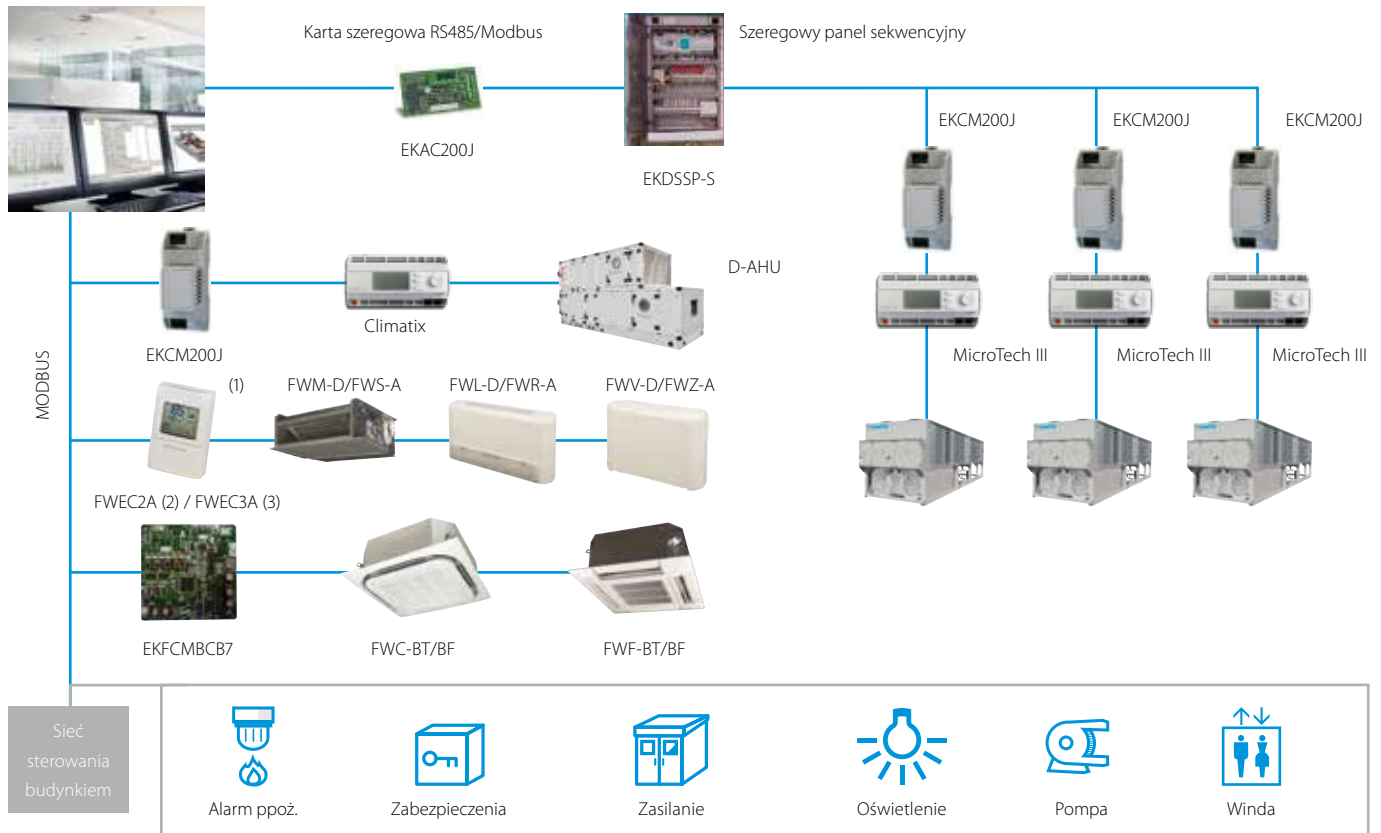 Karta szeregowa RS485/Modbus
Szeregowy panel sekwencyjny
EKAC200J
EKDSSP-S
EKCM200J
EKCM200J
EKCM200J
D-AHU
Climatix
EKCM200J
MicroTech III
MicroTech III
MicroTech III
MODBUS
(1)
FWM-D/FWS-A
FWL-D/FWR-A
FWV-D/FWZ-A
FWEC2A (2) / FWEC3A (3)
EKFCMBCB7
FWC-BT/BF
FWF-BT/BF
Sieć
sterowania
budynkiem
Alarm ppoż.
Zabezpieczenia
Zasilanie
Oświetlenie
Pompa
Winda